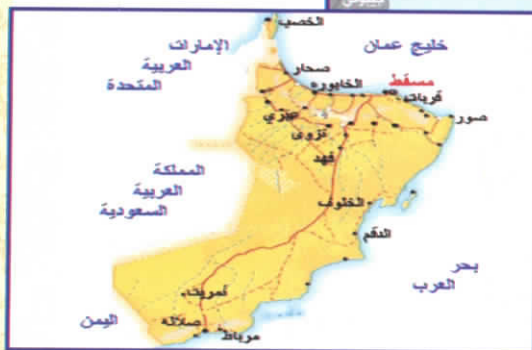 الخصب
خليج عمان
الإمارات
العربية
المتحدة
صحار
الخابورة
مسقط
قريات
صور
عبري
نزوى
فهد
المملكة
العربية
السعودية
الخلوف
الدقم
بحر
العرب
أمريت
صلالة
مرباط
اليمن